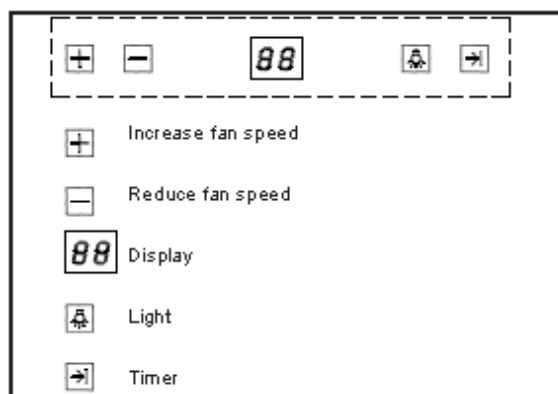 + - 88
+ Increase fan speed
- Reduce fan speed
88 Display
Light
Timer